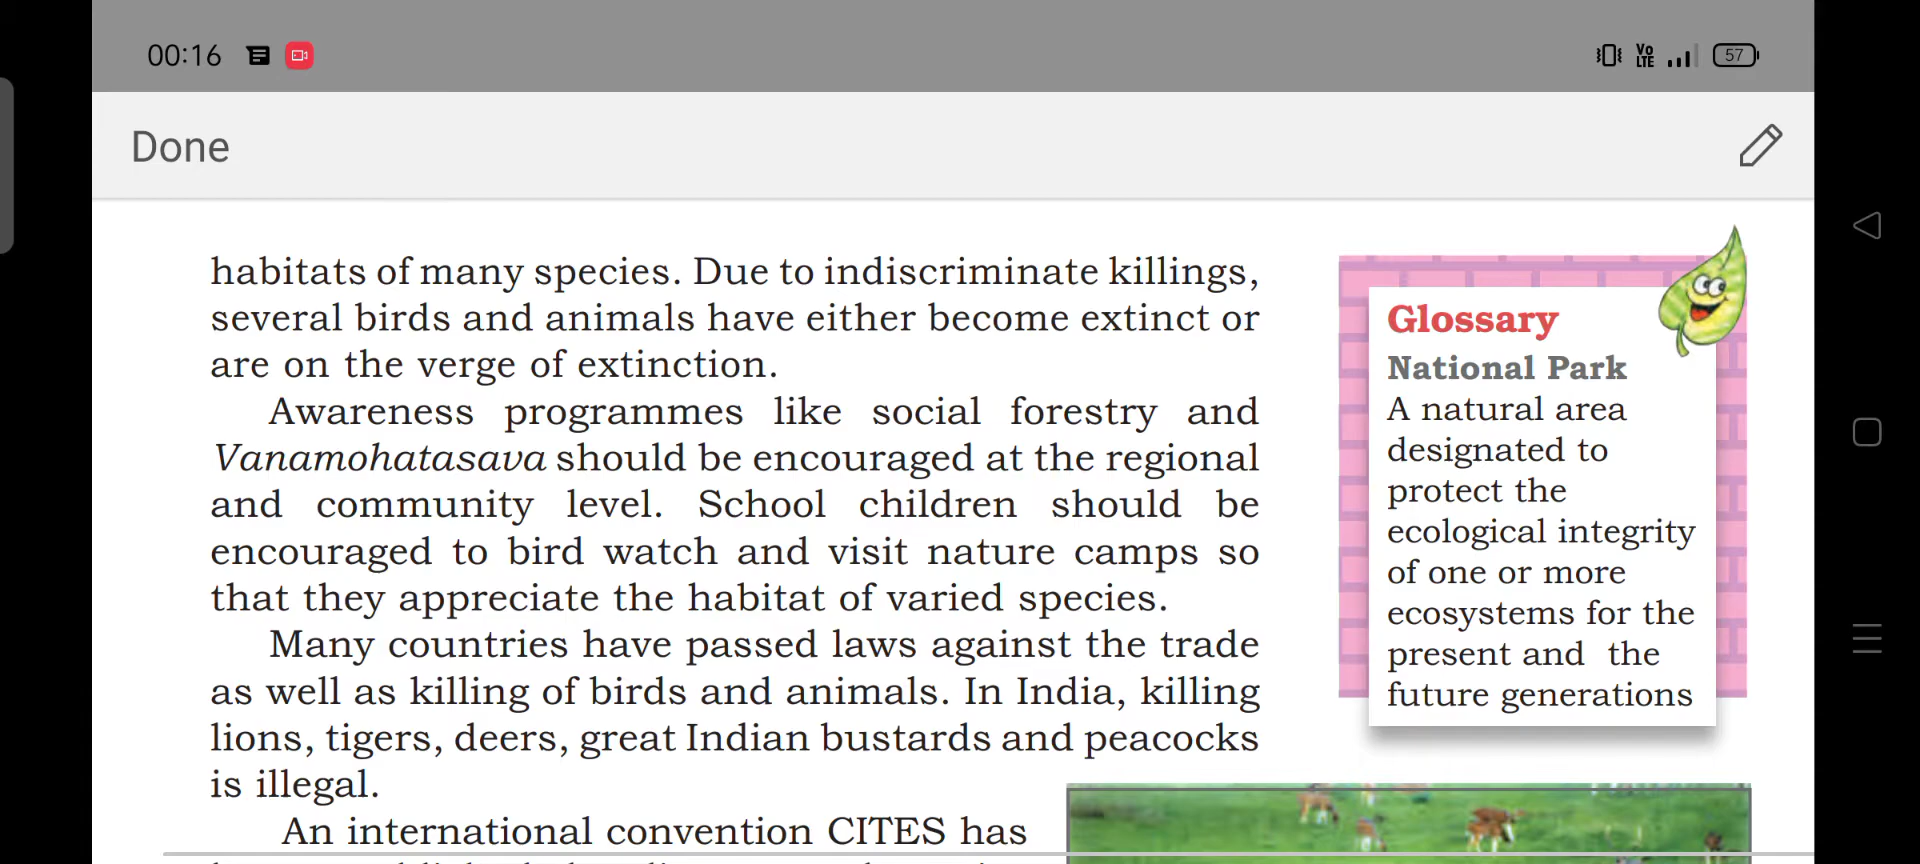 00:16
Vo
LTE
57
Done
habitats of many species. Due to indiscriminate killings,
several birds and animals have either become extinct or
are on the verge of extinction.
Awareness programmes like social forestry and
Vanamohatasava should be encouraged at the regional
and community level. School children should be
encouraged to bird watch and visit nature camps so
that they appreciate the habitat of varied species.
Many countries have passed laws against the trade
as well as killing of birds and animals. In India, killing
lions, tigers, deers, great Indian bustards and peacocks
is illegal.
An international convention CITES has
Glossary
National Park
A natural area
designated to
protect the
ecological integrity
of one or more
ecosystems for the
present and the
future generations